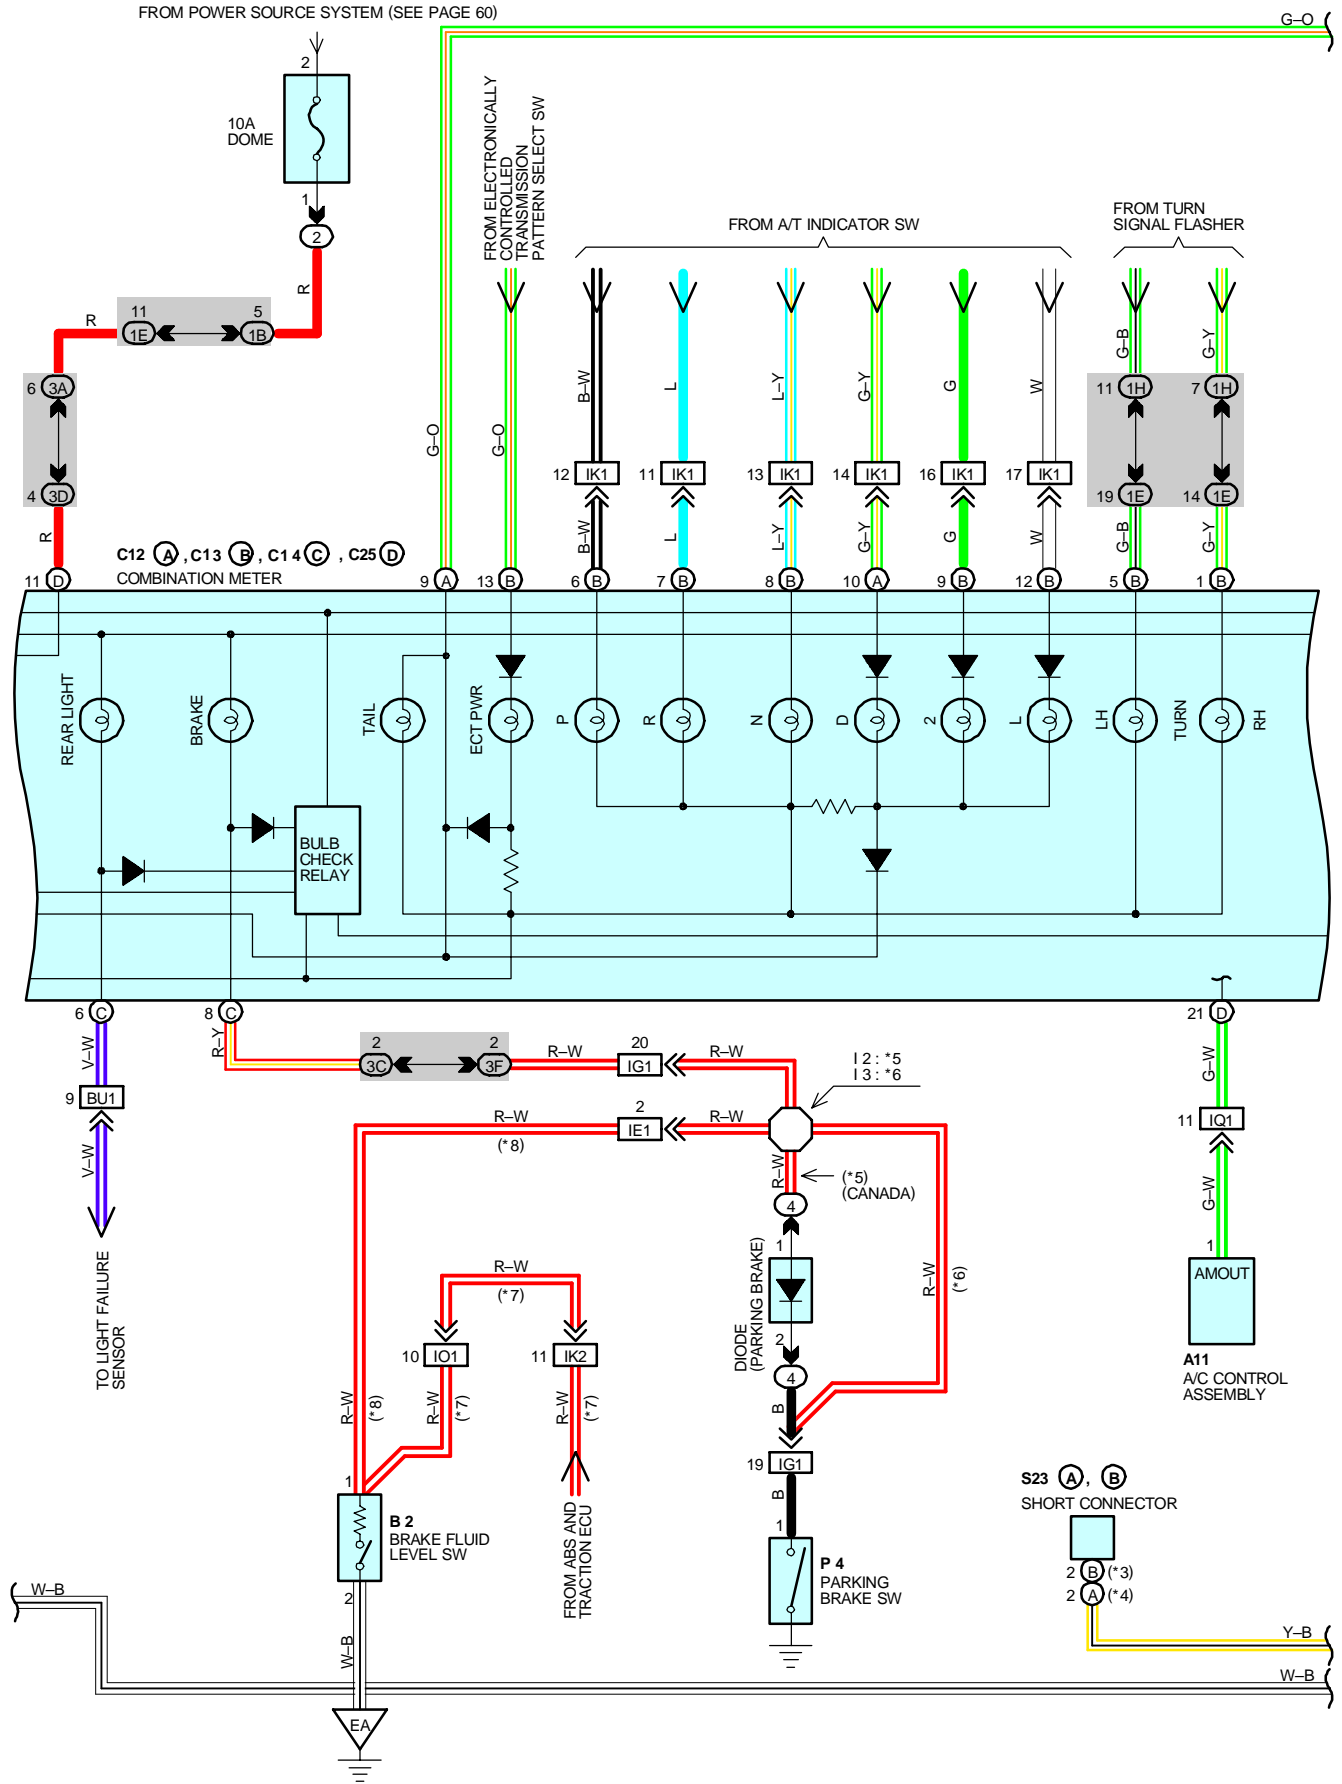 FROM POWER SOURCE SYSTEM (SEE PAGE 60)
G–O
2
10A
DOME
1
2
R
FROM ELECTRONICALLY
CONTROLLED
TRANSMISSION
PATTERN SELECT SW
FROM A/T INDICATOR SW
FROM TURN
SIGNAL FLASHER
R
11
1E
5
1B
6 3A
4 3D
R
G–O
G–O
B–W
L
L–Y
G–Y
G
W
G–B
G–Y
11 1H
7 1H
12 IK1
11 IK1
13 IK1
14 IK1
16 IK1
17 IK1
19 1E
14 1E
B–W
L
L–Y
G–Y
G
W
G–B
G–Y
C12 A , C13 B , C14 C , C25 D
COMBINATION METER
11 D
9 A
13 B
6 B
7 B
8 B
10 A
9 B
12 B
5 B
1 B
REAR LIGHT
BRAKE
TAIL
ECT PWR
P
R
N
D
2
L
LH
TURN
RH
BULB
CHECK
RELAY
6 C
8 C
21 D
V–W
R–Y
2
3C
2
3F
R–W
20
IG1
R–W
I 2 : *5
I 3 : *6
G–W
9 BU1
R–W
(*8)
2
IE1
R–W
11 IQ1
V–W
R–W
(*5)
(CANADA)
4
G–W
TO LIGHT FAILURE
SENSOR
R–W
(*7)
1
DIODE
(PARKING BRAKE)
2
4
R–W
(*6)
1
AMOUT
A11
A/C CONTROL
ASSEMBLY
10 IO1
11 IK2
R–W
(*8)
R–W
(*7)
R–W
(*7)
B
19 IG1
B
1
B 2
BRAKE FLUID
LEVEL SW
2
FROM ABS AND
TRACTION ECU
1
P 4
PARKING
BRAKE SW
S23 A , B
SHORT CONNECTOR
2 B (*3)
2 A (*4)
W–B
W–B
Y–B
W–B
EA